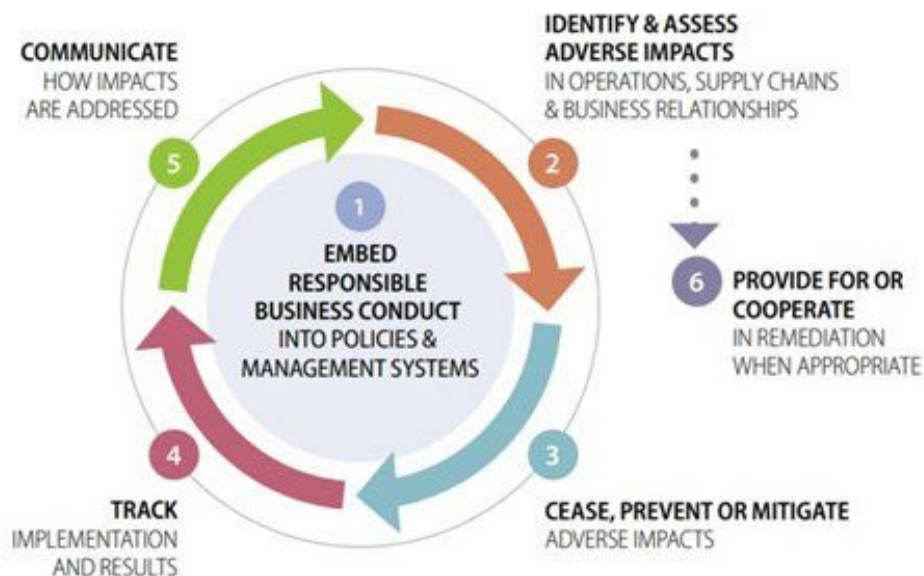 1
EMBED
RESPONSIBLE
BUSINESS CONDUCT
INTO POLICIES &
MANAGEMENT SYSTEMS
2
IDENTIFY & ASSESS
ADVERSE IMPACTS
IN OPERATIONS, SUPPLY CHAINS
& BUSINESS RELATIONSHIPS
3
CEASE, PREVENT OR MITIGATE
ADVERSE IMPACTS
4
TRACK
IMPLEMENTATION
AND RESULTS
5
COMMUNICATE
HOW IMPACTS
ARE ADDRESSED
6
PROVIDE FOR OR
COOPERATE
IN REMEDIATION
WHEN APPROPRIATE